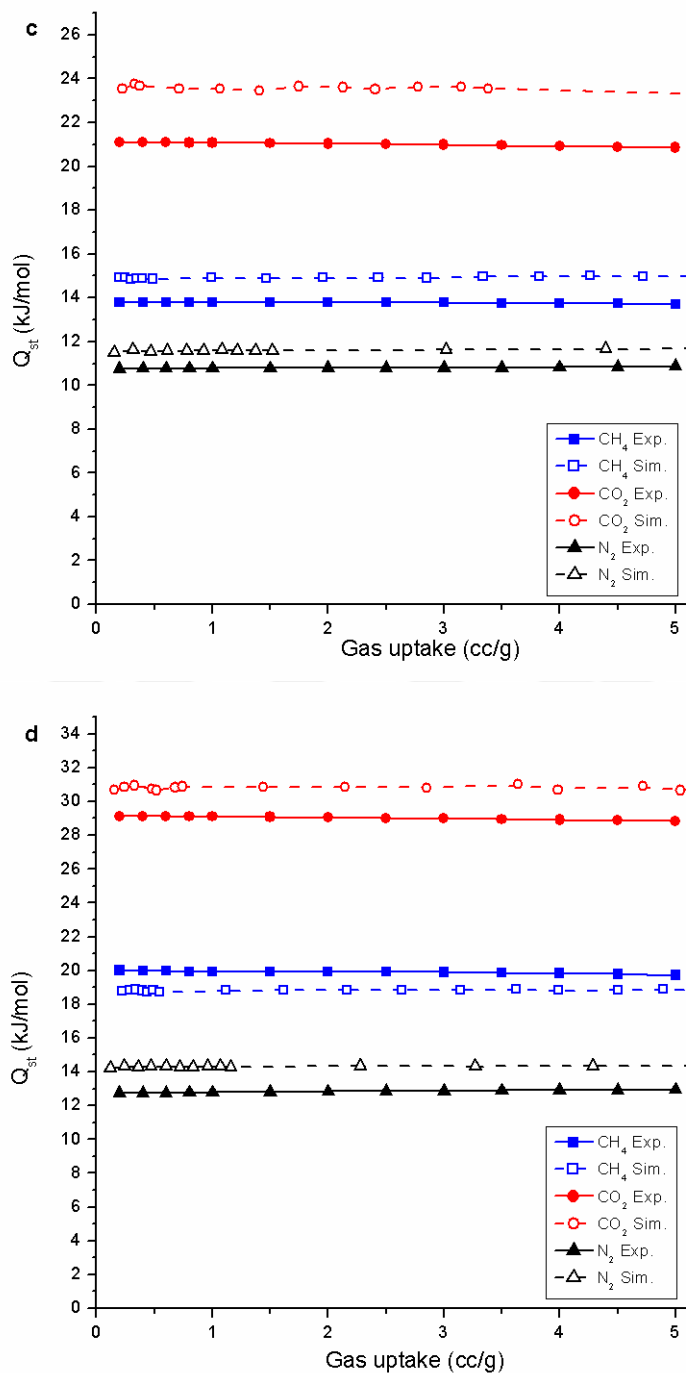 c
26
24
22
20
18
16
14
12
10
8
6
4
2
0
Q_st (kJ/mol)
0 1 2 3 4 5
Gas uptake (cc/g)
CH₄ Exp.
CH₄ Sim.
CO₂ Exp.
CO₂ Sim.
N₂ Exp.
N₂ Sim.
d
34
32
30
28
26
24
22
20
18
16
14
12
10
8
6
4
2
0
Q_st (kJ/mol)
0 1 2 3 4 5
Gas uptake (cc/g)
CH₄ Exp.
CH₄ Sim.
CO₂ Exp.
CO₂ Sim.
N₂ Exp.
N₂ Sim.